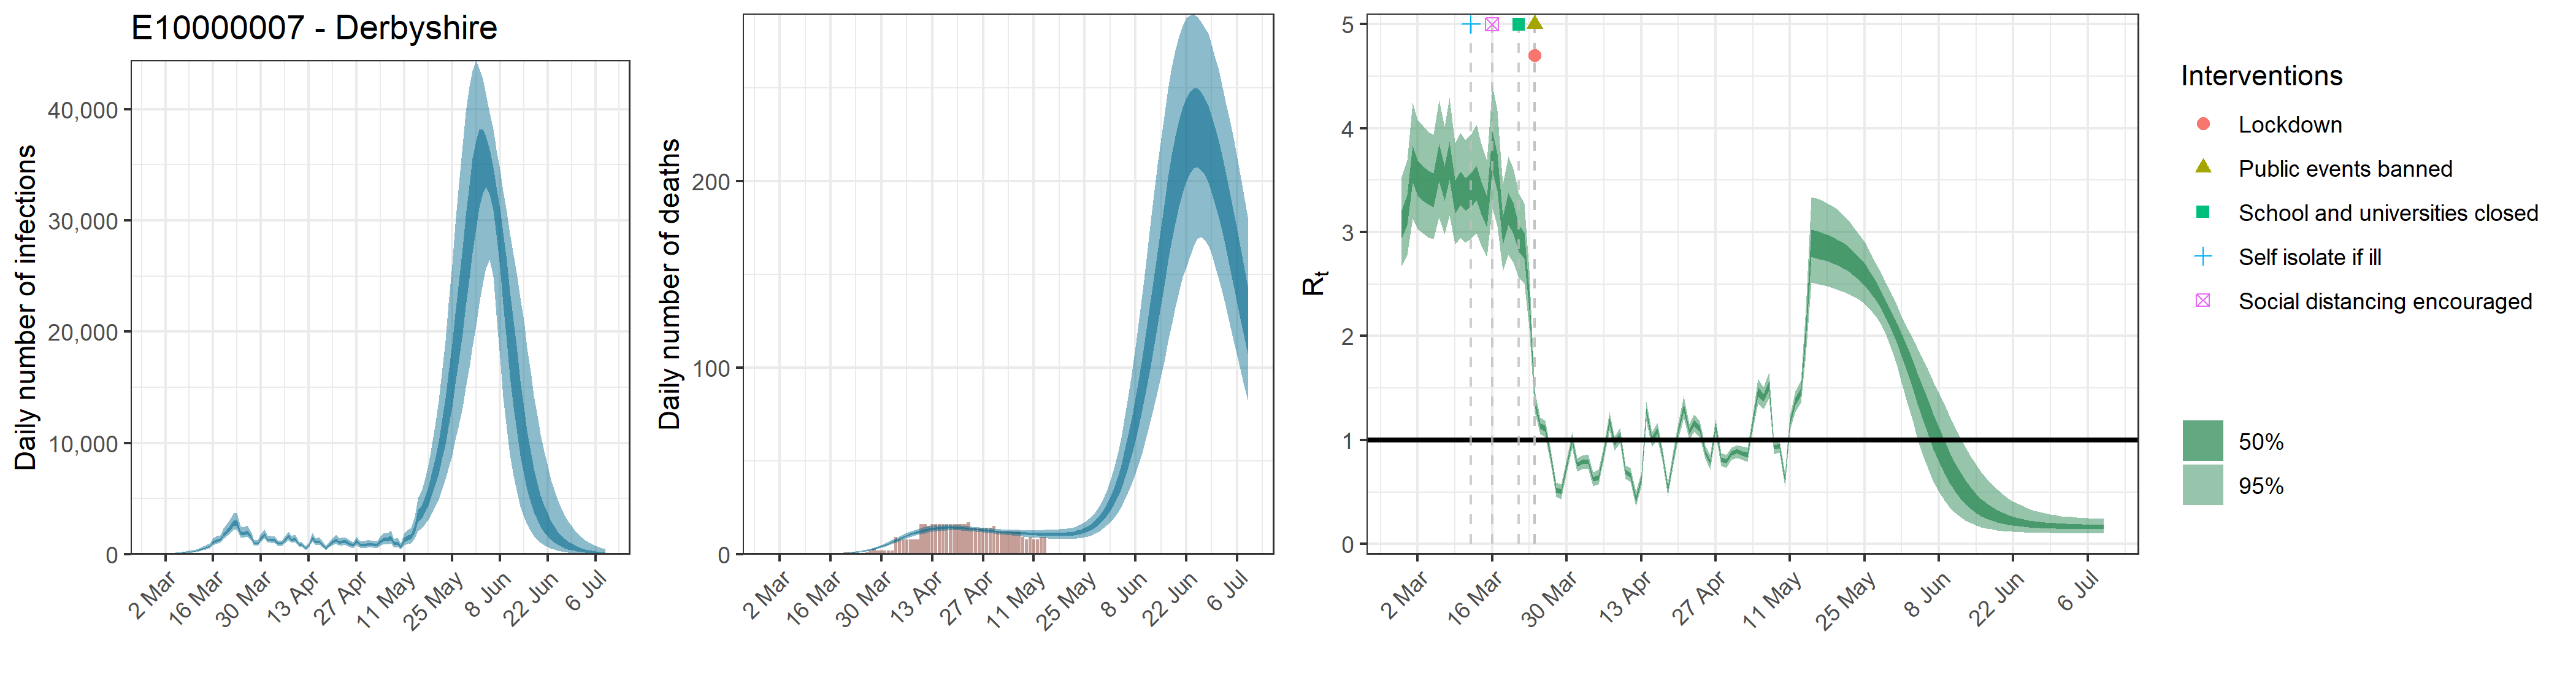 E10000007 - Derbyshire
Daily number of infections
40,000
30,000
20,000
10,000
0
2 Mar
16 Mar
30 Mar
13 Apr
27 Apr
11 May
25 May
8 Jun
22 Jun
6 Jul
Daily number of deaths
200
100
0
2 Mar
16 Mar
30 Mar
13 Apr
27 Apr
11 May
25 May
8 Jun
22 Jun
6 Jul
Rt
5
4
3
2
1
0
2 Mar
16 Mar
30 Mar
13 Apr
27 Apr
11 May
25 May
8 Jun
22 Jun
6 Jul
Interventions
Lockdown
Public events banned
School and universities closed
Self isolate if ill
Social distancing encouraged
50%
95%